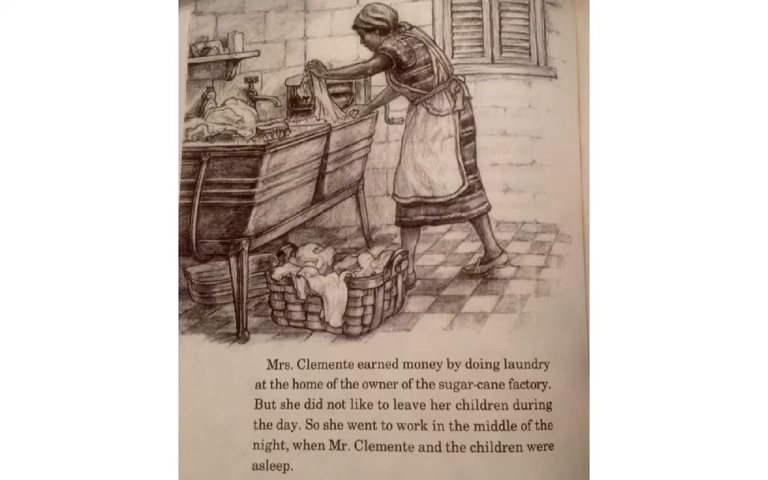 Mrs. Clemente earned money by doing laundry
at the home of the owner of the sugar-cane factory.
But she did not like to leave her children during
the day. So she went to work in the middle of the
night, when Mr. Clemente and the children were
asleep.